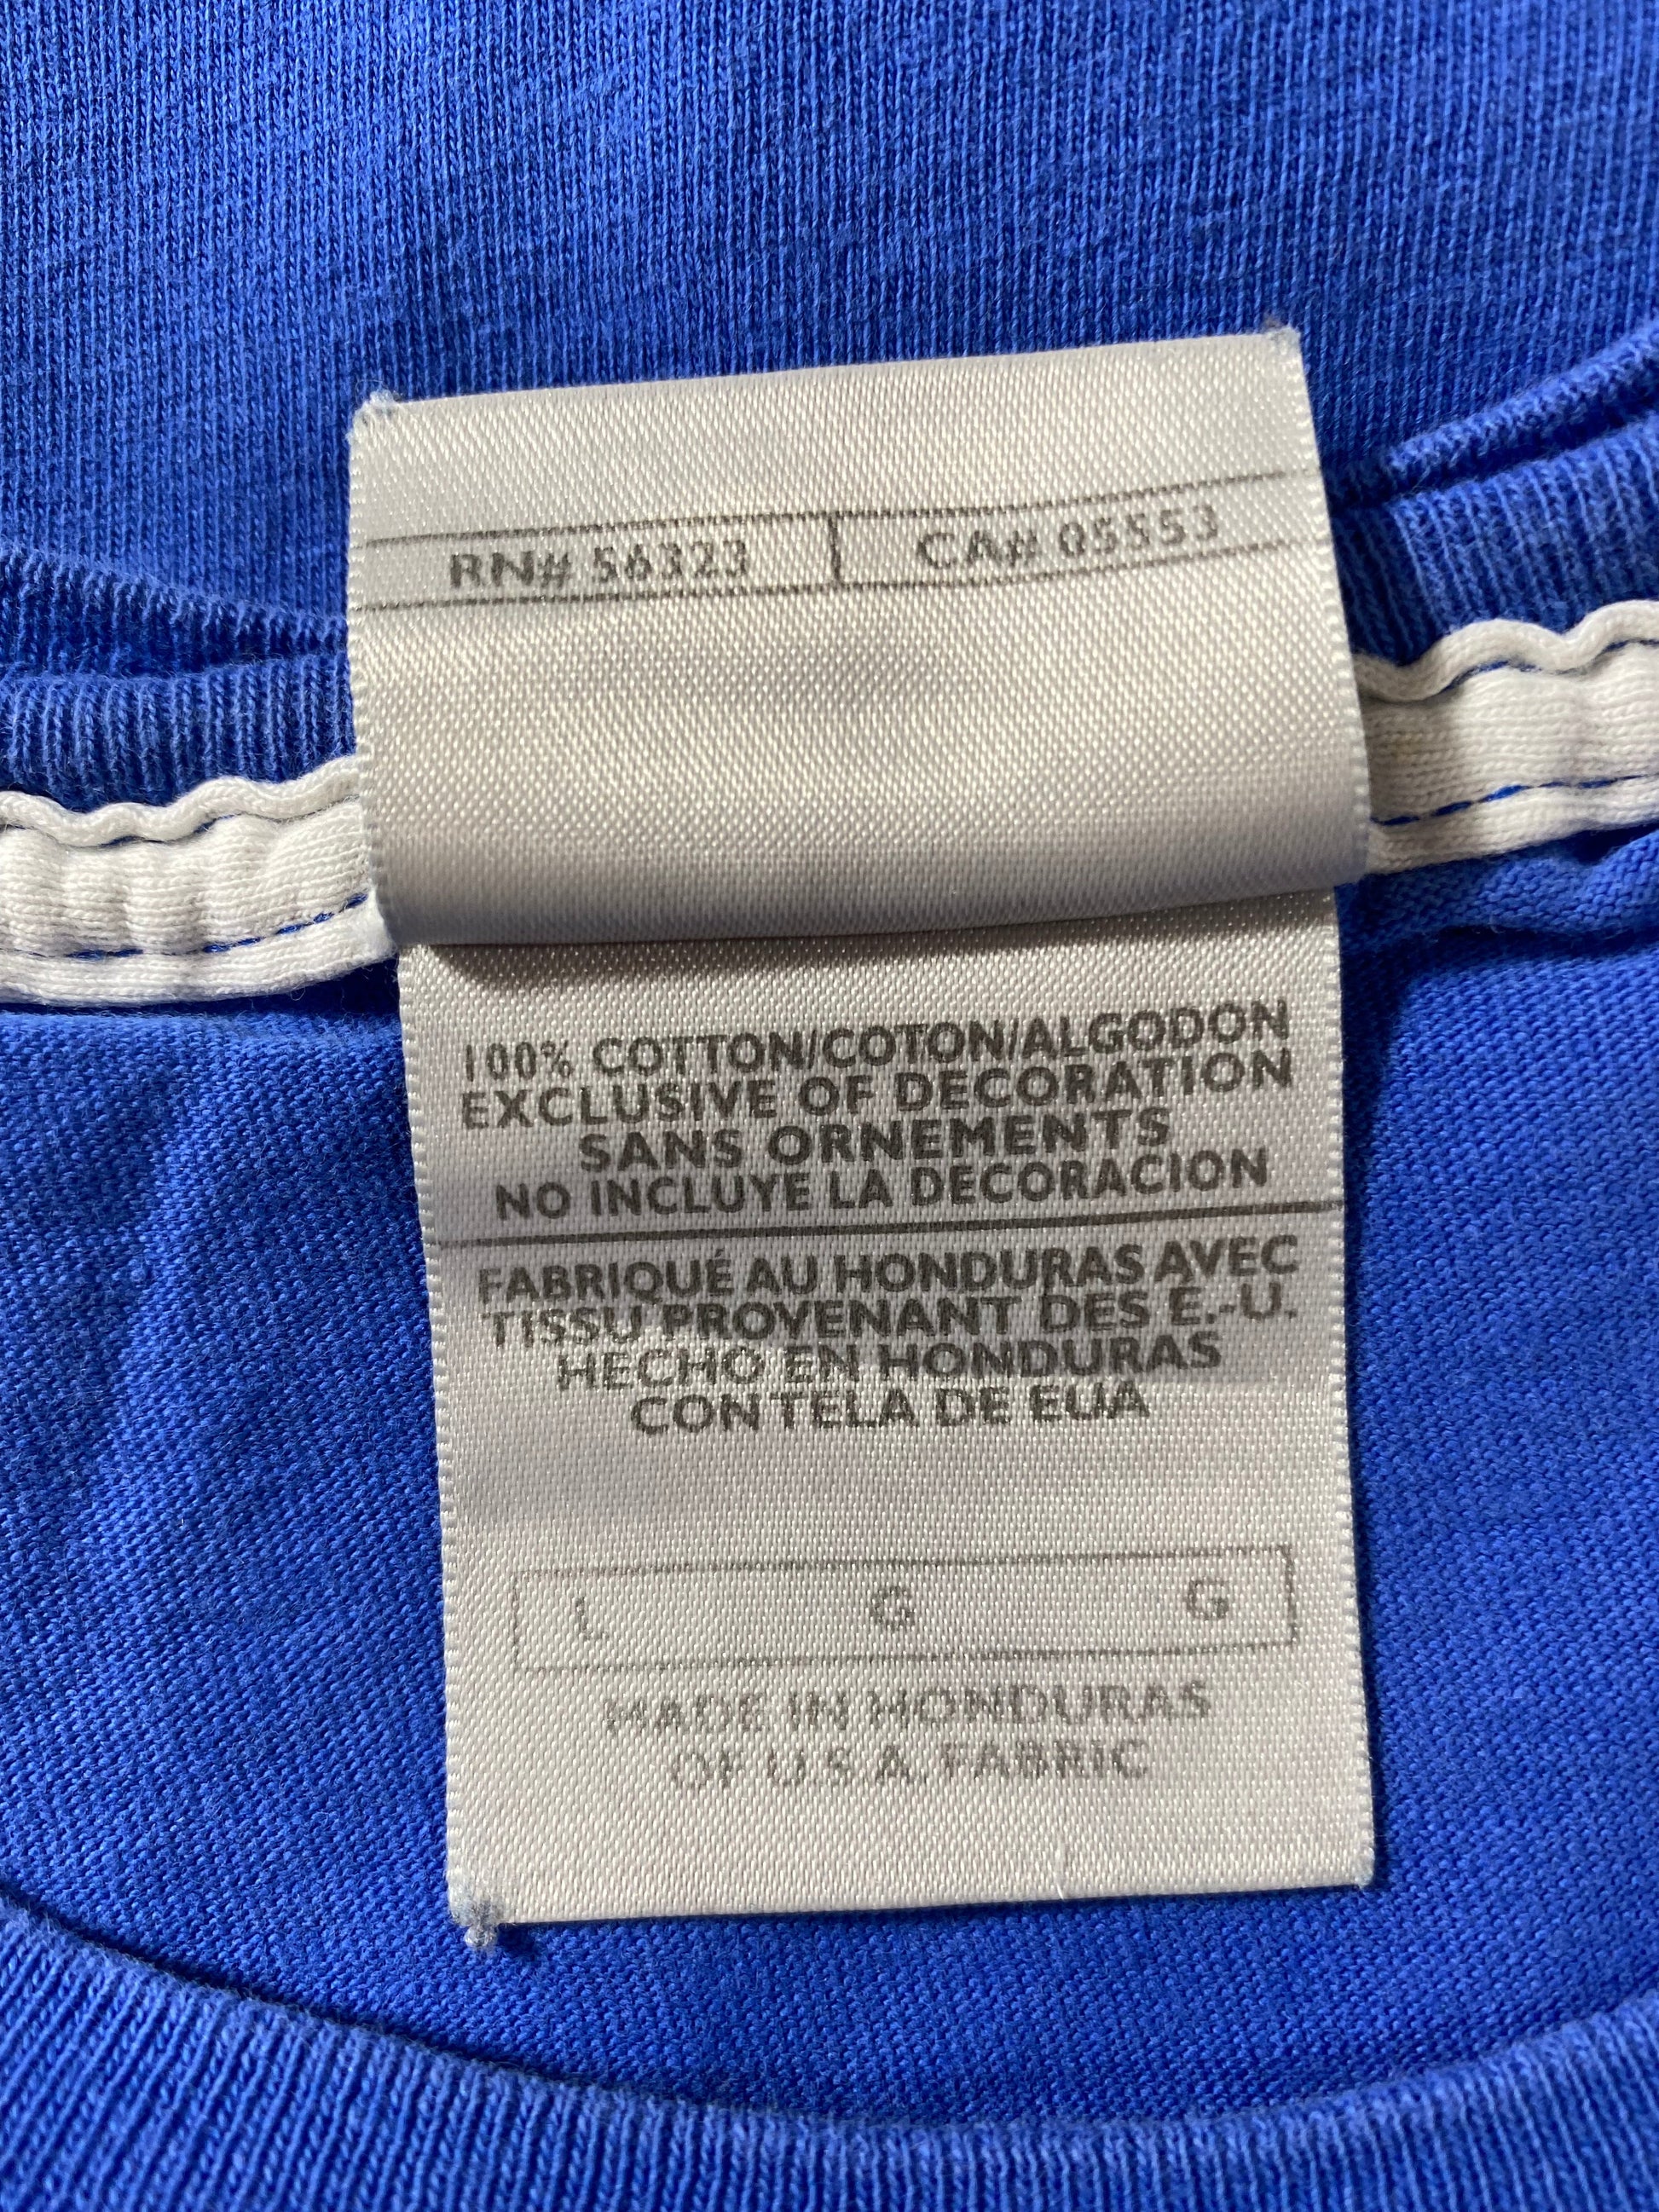 RN# 56323 CA# 05553
100% COTTON/COTON/ALGODON
EXCLUSIVE OF DECORATION
SANS ORNEMENTS
NO INCLUYE LA DECORACION
FABRIQUÉ AU HONDURAS AVEC
TISSU PROVENANT DES E.-U.
HECHO EN HONDURAS
CON TELA DE EUA
L G G
MADE IN HONDURAS
OF U.S.A. FABRIC